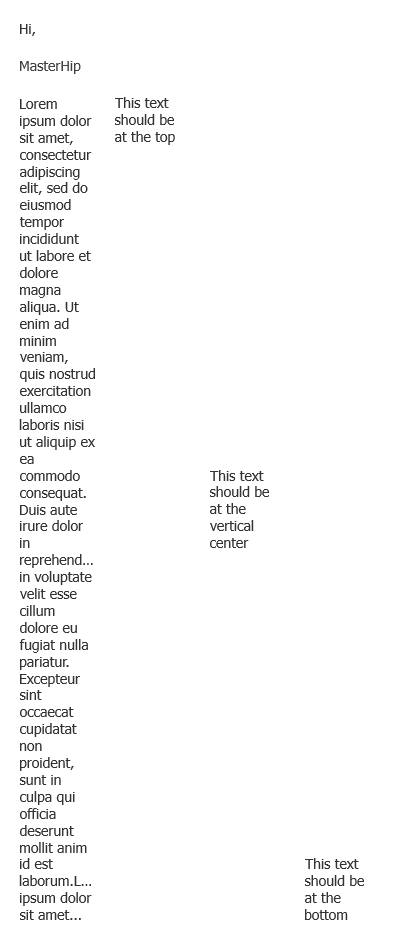 Hi,
MasterHip
Lorem
ipsum dolor
sit amet,
consectetur
adipiscing
elit, sed do
eiusmod
tempor
incididunt
ut labore et
dolore
magna
aliqua. Ut
enim ad
minim
veniam,
quis nostrud
exercitation
ullamco
laboris nisi
ut aliquip ex
ea
commodo
consequat.
Duis aute
irure dolor
in
reprehend...
in voluptate
velit esse
cillum
dolore eu
fugiat nulla
pariatur.
Excepteur
sint
occaecat
cupidatat
non
proident,
sunt in
culpa qui
officia
deserunt
mollit anim
id est
laborum.L...
ipsum dolor
sit amet...
This text
should be
at the top
This text
should be
at the
vertical
center
This text
should be
at the
bottom